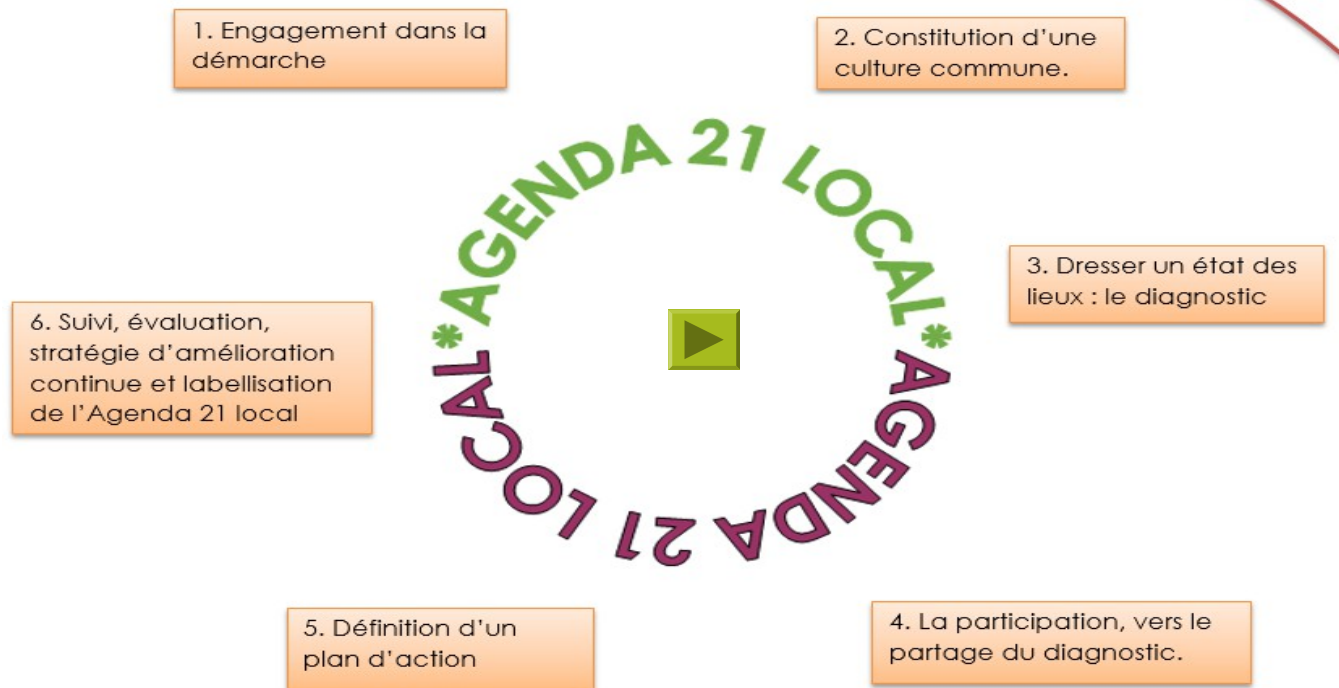 1. Engagement dans la
démarche
2. Constitution d'une
culture commune.
AGENDA 21 LOCAL * AGENDA 21 LOCAL *
3. Dresser un état des
lieux : le diagnostic
6. Suivi, évaluation,
stratégie d'amélioration
continue et labellisation
de l'Agenda 21 local
5. Définition d'un
plan d'action
4. La participation, vers le
partage du diagnostic.